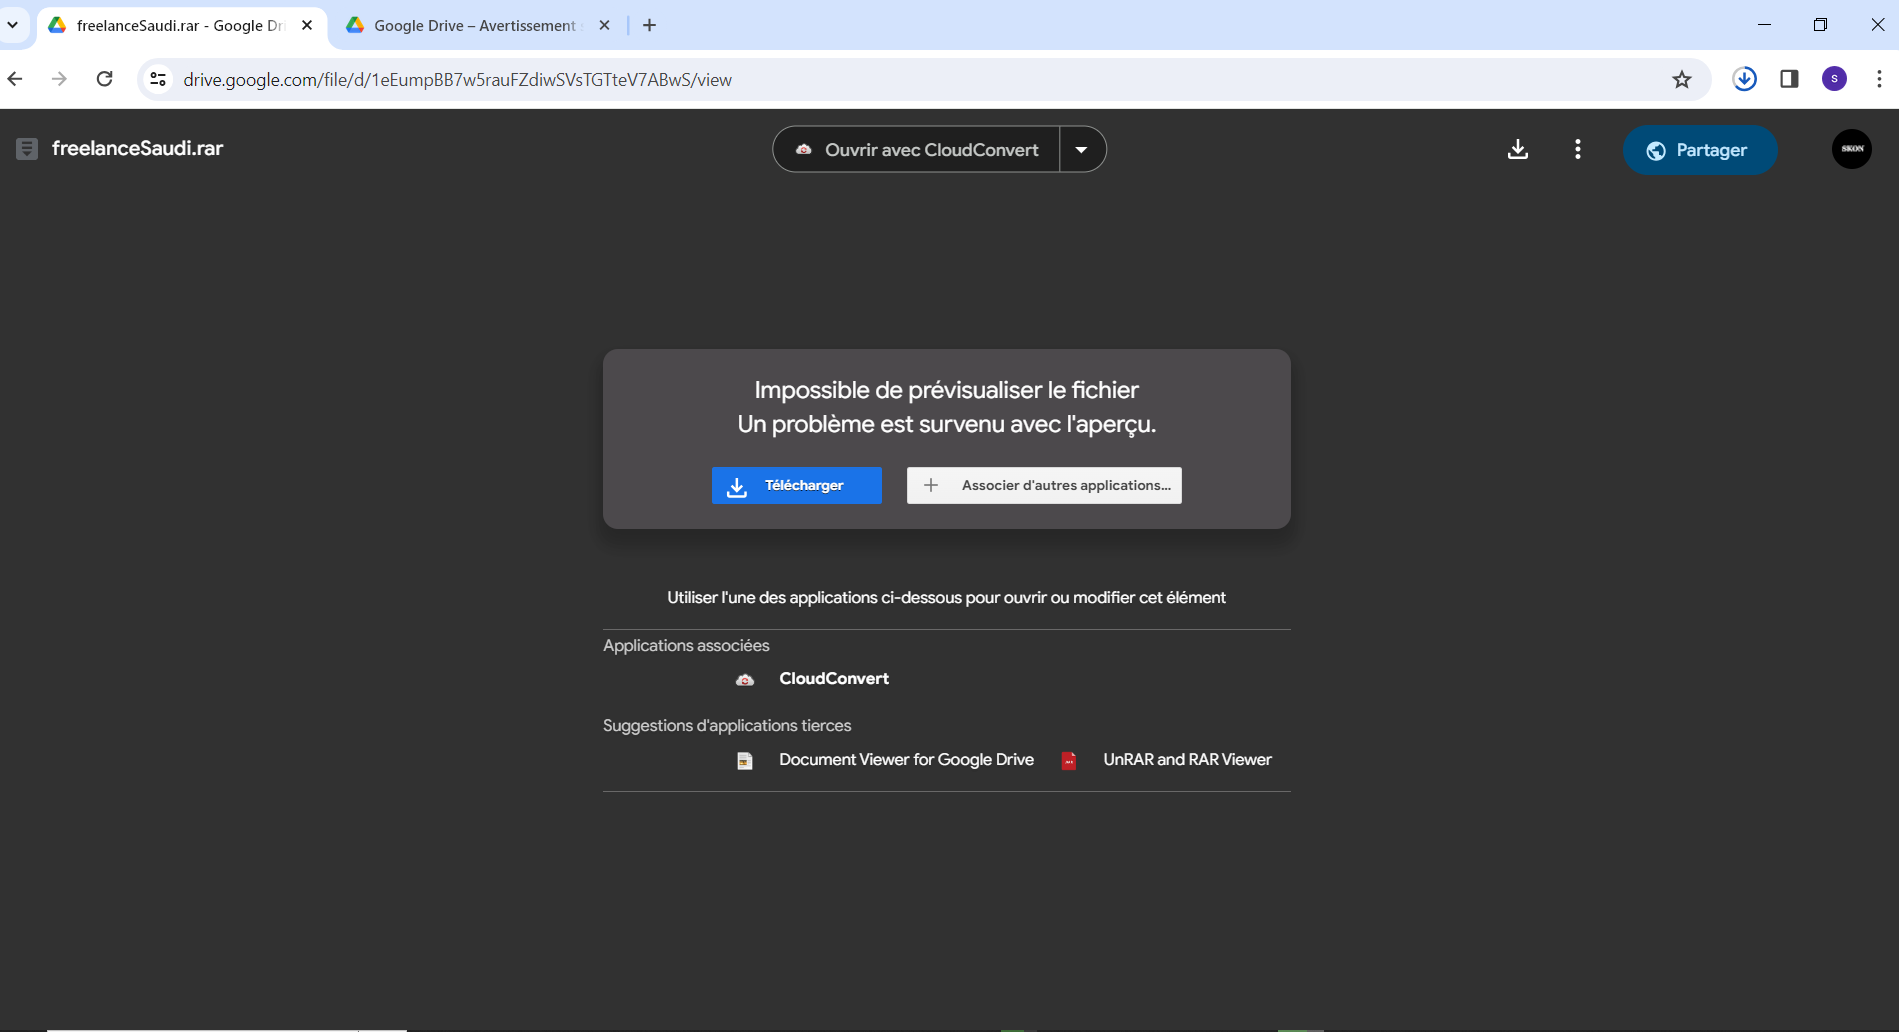 freelanceSaudi.rar - Google Dri
Google Drive – Avertissement
drive.google.com/file/d/1eEumpBB7w5rauFZdiwSVsTGTteV7ABwS/view
S
freelanceSaudi.rar
Ouvrir avec CloudConvert
Partager
SKON
Impossible de prévisualiser le fichier
Un problème est survenu avec l'aperçu.
Télécharger
Associer d'autres applications...
Utiliser l'une des applications ci-dessous pour ouvrir ou modifier cet élément
Applications associées
CloudConvert
Suggestions d'applications tierces
Document Viewer for Google Drive
UnRAR and RAR Viewer